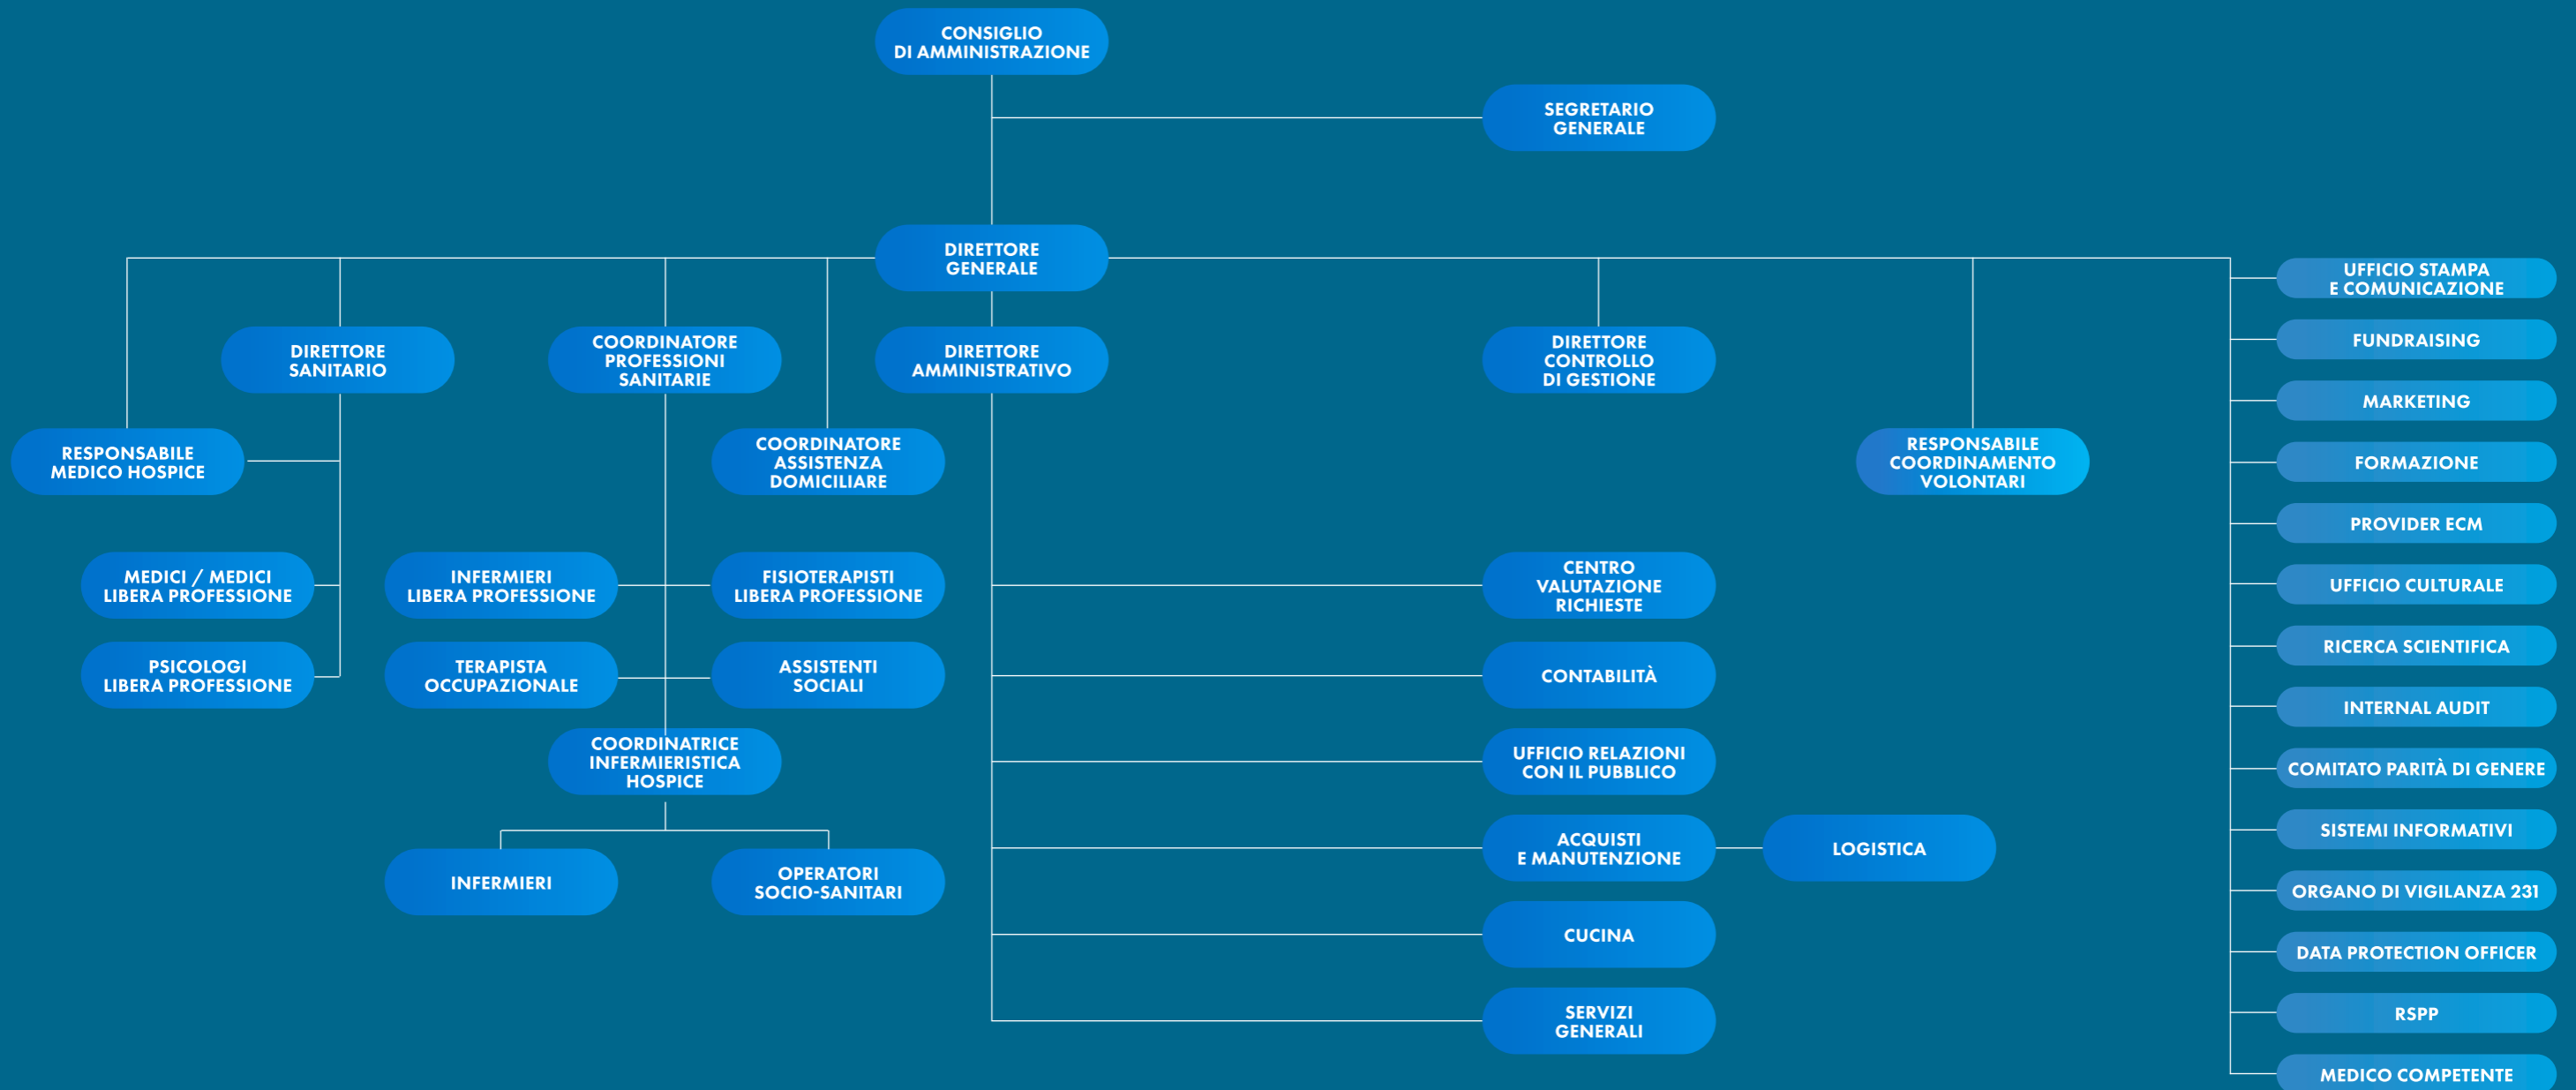 CONSIGLIO
DI AMMINISTRAZIONE
SEGRETARIO
GENERALE
DIRETTORE
GENERALE
DIRETTORE
SANITARIO
COORDINATORE
PROFESSIONI
SANITARIE
DIRETTORE
AMMINISTRATIVO
DIRETTORE
CONTROLLO
DI GESTIONE
RESPONSABILE
MEDICO HOSPICE
COORDINATORE
ASSISTENZA
DOMICILIARE
RESPONSABILE
COORDINAMENTO
VOLONTARI
MEDICI / MEDICI
LIBERA PROFESSIONE
INFERMIERI
LIBERA PROFESSIONE
FISIOTERAPISTI
LIBERA PROFESSIONE
CENTRO
VALUTAZIONE
RICHIESTE
PSICOLOGI
LIBERA PROFESSIONE
TERAPISTA
OCCUPAZIONALE
ASSISTENTI
SOCIALI
CONTABILITÀ
COORDINATRICE
INFERMIERISTICA
HOSPICE
UFFICIO RELAZIONI
CON IL PUBBLICO
ACQUISTI
E MANUTENZIONE
LOGISTICA
INFERMIERI
OPERATORI
SOCIO-SANITARI
CUCINA
SERVIZI
GENERALI
UFFICIO STAMPA
E COMUNICAZIONE
FUNDRAISING
MARKETING
FORMAZIONE
PROVIDER ECM
UFFICIO CULTURALE
RICERCA SCIENTIFICA
INTERNAL AUDIT
COMITATO PARITÀ DI GENERE
SISTEMI INFORMATIVI
ORGANO DI VIGILANZA 231
DATA PROTECTION OFFICER
RSPP
MEDICO COMPETENTE